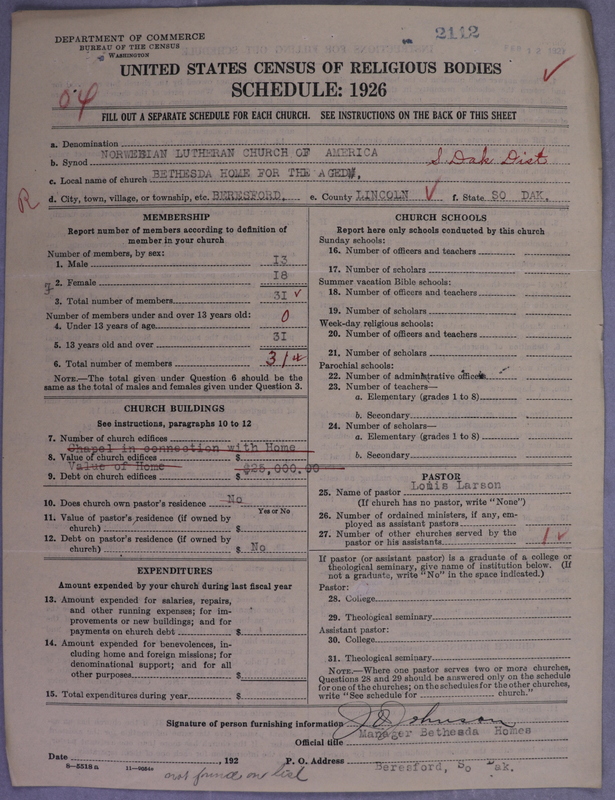 DEPARTMENT OF COMMERCE
BUREAU OF THE CENSUS
WASHINGTON
2112
UNITED STATES CENSUS OF RELIGIOUS BODIES
SCHEDULE: 1926
04
FILL OUT A SEPARATE SCHEDULE FOR EACH CHURCH. SEE INSTRUCTIONS ON THE BACK OF THIS SHEET
a. Denomination
b. Synod NORWEGIAN LUTHERAN CHURCH OF AMERICA S Dak Dist
c. Local name of church BETHESDA HOME FOR THE AGED,
R d. City, town, village, or township, etc. BERESFORD, e. County LINCOLN f. State SO DAK.
MEMBERSHIP
Report number of members according to definition of
member in your church
Number of members, by sex:
1. Male 13
2. Female 18
3. Total number of members 31
Number of members under and over 13 years old:
4. Under 13 years of age 0
5. 13 years old and over 31
6. Total number of members 31
NOTE.—The total given under Question 6 should be the
same as the total of males and females given under Question 3.
CHURCH BUILDINGS
See instructions, paragraphs 10 to 12
7. Number of church edifices
Chapel in connection with Home
8. Value of church edifices $
Value of Home $25,000.00
9. Debt on church edifices $
10. Does church own pastor's residence No
Yes or No
11. Value of pastor's residence (if owned by
church) $
12. Debt on pastor's residence (if owned by
church) $ No
EXPENDITURES
Amount expended by your church during last fiscal year
13. Amount expended for salaries, repairs,
and other running expenses; for im-
provements or new buildings; and for
payments on church debt $
14. Amount expended for benevolences, in-
cluding home and foreign missions; for
denominational support; and for all
other purposes $
15. Total expenditures during year $
CHURCH SCHOOLS
Report here only schools conducted by this church
Sunday schools:
16. Number of officers and teachers
17. Number of scholars
Summer vacation Bible schools:
18. Number of officers and teachers
19. Number of scholars
Week-day religious schools:
20. Number of officers and teachers
21. Number of scholars
Parochial schools:
22. Number of administrative officers
23. Number of teachers—
a. Elementary (grades 1 to 8)
b. Secondary
24. Number of scholars—
a. Elementary (grades 1 to 8)
b. Secondary
PASTOR
25. Name of pastor Louis Larson
(If church has no pastor, write "None")
26. Number of ordained ministers, if any, em-
ployed as assistant pastors
27. Number of other churches served by the
pastor or his assistants 1
If pastor (or assistant pastor) is a graduate of a college or
theological seminary, give name of institution below. (If
not a graduate, write "No" in the space indicated.)
Pastor:
28. College
29. Theological seminary
Assistant pastor:
30. College
31. Theological seminary
NOTE.—Where one pastor serves two or more churches,
Questions 28 and 29 should be answered only on the schedule
for one of the churches; on the schedules for the other churches,
write "See schedule for church."
Signature of person furnishing information J O Johnson
Official title Manager Bethesda Homes
Date , 192 P. O. Address Beresford, So ak.
8—5518a
not found on list